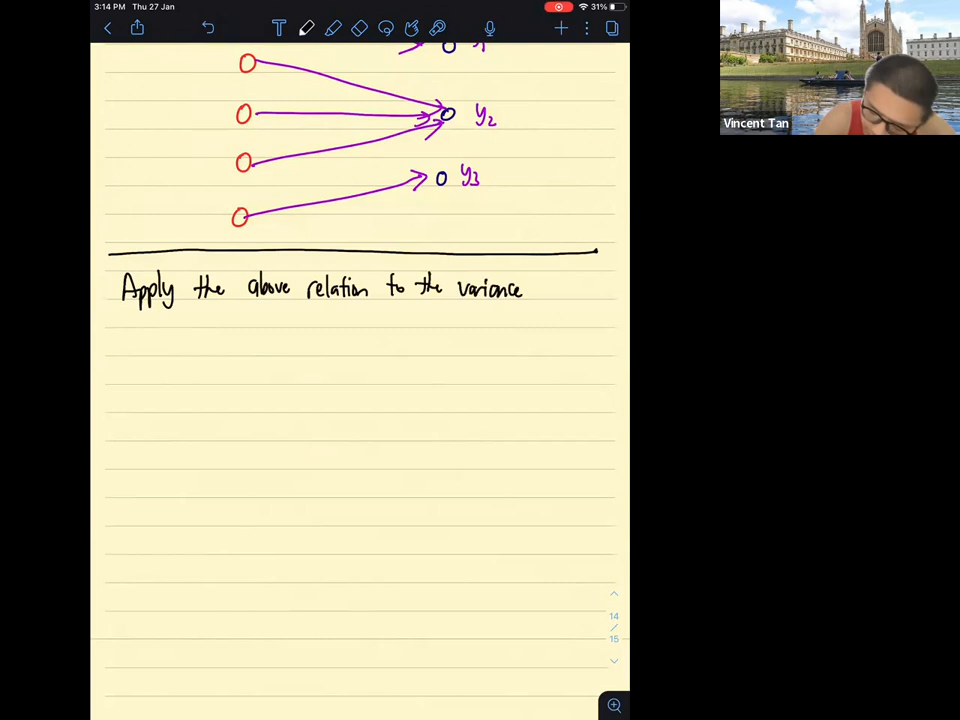 3:14 PM Thu 27 Jan
31%
T
y2
y3
Apply the above relation to the variance
14
/
15
Vincent Tan